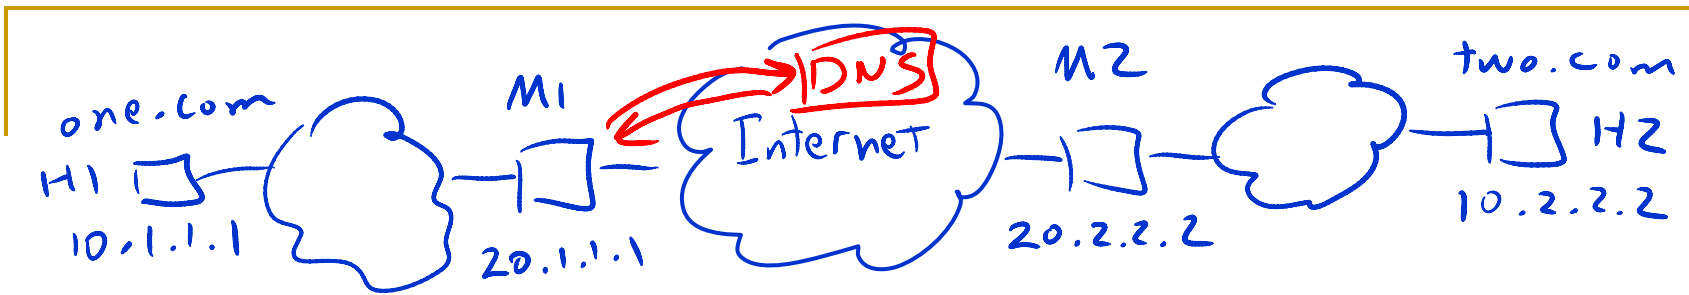 one.com
H1
10.1.1.1
M1
20.1.1.1
DNS
Internet
M2
20.2.2.2
two.com
H2
10.2.2.2